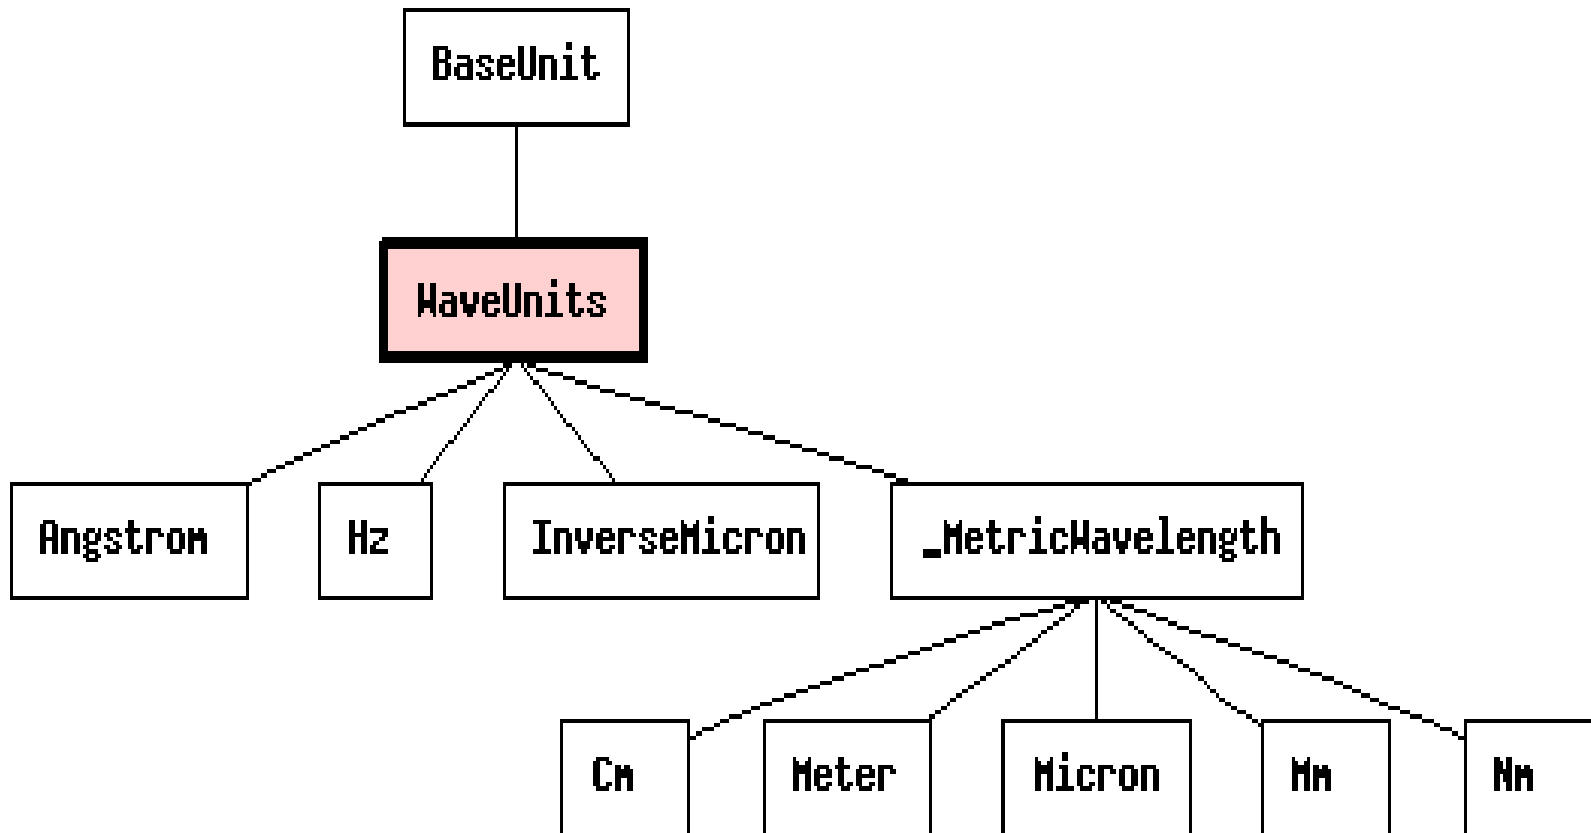 BaseUnit
WaveUnits
Angstrom Hz InverseMicron _MetricWavelength
Cm Meter Micron Mm Nm